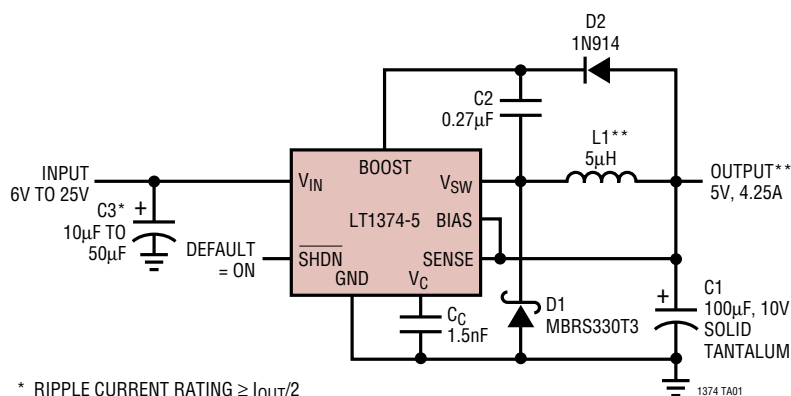 D2
1N914
C2
0.27µF
L1**
5µH
INPUT
6V TO 25V
BOOST
V_IN
V_SW
OUTPUT**
5V, 4.25A
C3*
+
10µF TO
50µF
LT1374-5
BIAS
DEFAULT
= ON
SHDN
SENSE
GND
V_C
C_C
1.5nF
D1
MBRS330T3
+
C1
100µF, 10V
SOLID
TANTALUM
* RIPPLE CURRENT RATING ≥ I_OUT/2
1374 TA01